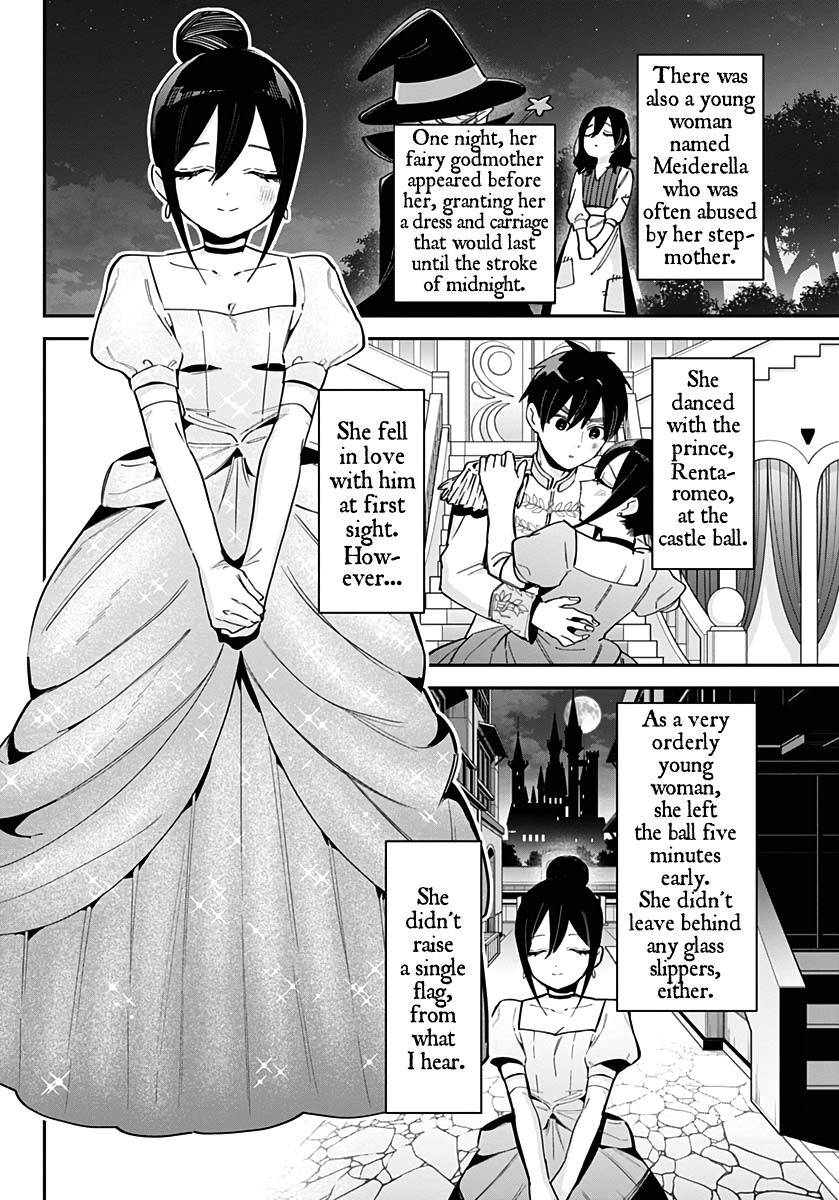 There was
also a young
woman
named
Meiderella
who was
often abused
by her step-
mother.
One night, her
fairy godmother
appeared before
her, granting her
a dress and carriage
that would last
until the stroke
of midnight.
She
danced
with the
prince,
Renta-
romeo,
at the
castle ball.
She fell
in love
with him
at first
sight.
How-
ever...
As a very
orderly
young
woman,
she left
the ball five
minutes
early.
She didn't
leave behind
any glass
slippers,
either.
She
didn't
raise
a single
flag,
from
what
I hear.